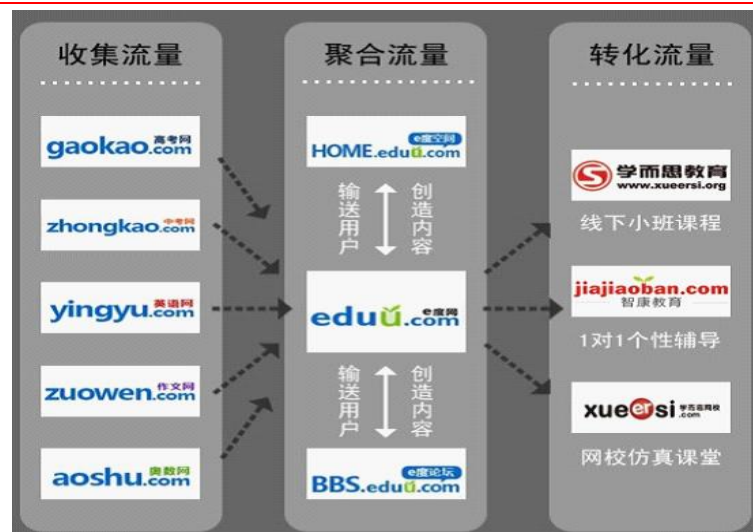 收集流量
gaokao.com 高考网
zhongkao.com 中考网
yingyu.com 英语网
zuowen.com 作文网
aoshu.com 奥数网
聚合流量
HOME.eduu.com e度空间
输送用户
创造内容
eduu.com e度网
输送用户
创造内容
BBS.eduu.com e度论坛
转化流量
学而思教育
www.xueersi.org
线下小班课程
jiajiaoban.com
智康教育
1对1个性辅导
xueersi.com 学而思网校
网校仿真课堂